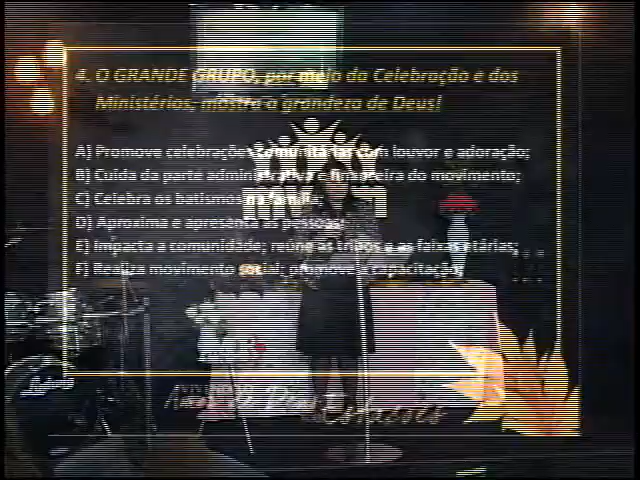 4. O GRANDE GRUPO, por meio da Celebração e dos
Ministérios, mostra a grandeza de Deus!
A) Promove celebrações comunitárias com louvor e adoração;
B) Cuida da parte administrativa e financeira do movimento;
C) Celebra os batismos na família;
D) Aproxima e apresenta as pessoas;
E) Impacta a comunidade; reúne as tribos e as faixas etárias;
F) Realiza movimento social; promove a capacitação;